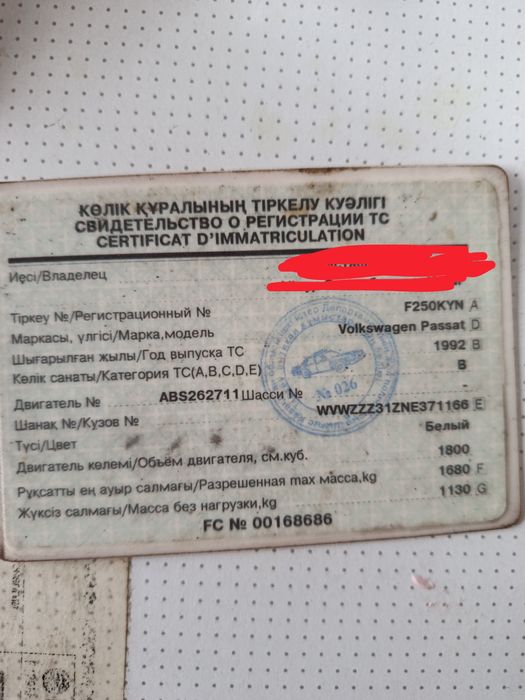 КӨЛІК ҚҰРАЛЫНЫҢ ТІРКЕЛУ КУӘЛІГІ
СВИДЕТЕЛЬСТВО О РЕГИСТРАЦИИ ТС
CERTIFICAT D'IMMATRICULATION
Иесі/Владелец
Тіркеу №/Регистрационный № F250KYN A
Маркасы, үлгісі/Марка,модель Volkswagen Passat D
Шығарылған жылы/Год выпуска ТС 1992 B
Көлік санаты/Категория ТС(A,B,C,D,E) B
Двигатель № ABS262711 Шасси №
Шанак №/Кузов № WVWZZZ31ZNE371166 E
Түсі/Цвет Белый
Двигатель көлемі/Объём двигателя, см.куб. 1800
Рұқсатты ең ауыр салмағы/Разрешенная max масса,kg 1680 F
Жүксіз салмағы/Масса без нагрузки,kg 1130 G
FC № 00168686
№ 026